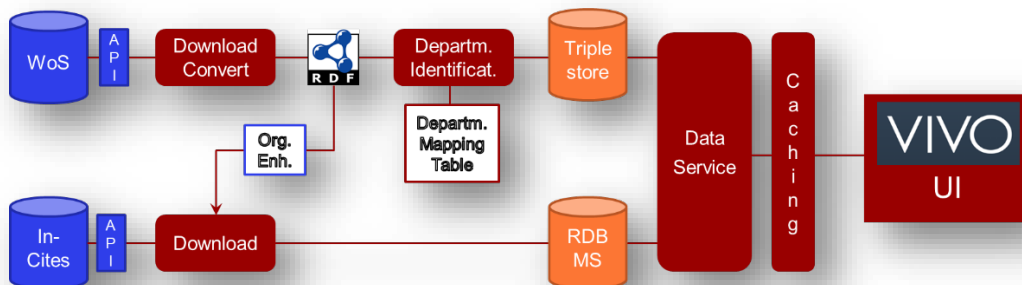 WoS
A
P
I
Download
Convert
R D F
Departm.
Identificat.
Triple
store
Departm.
Mapping
Table
Org.
Enh.
In-
Cites
A
P
I
Download
RDB
MS
Data
Service
C
a
c
h
i
n
g
VIVO
UI